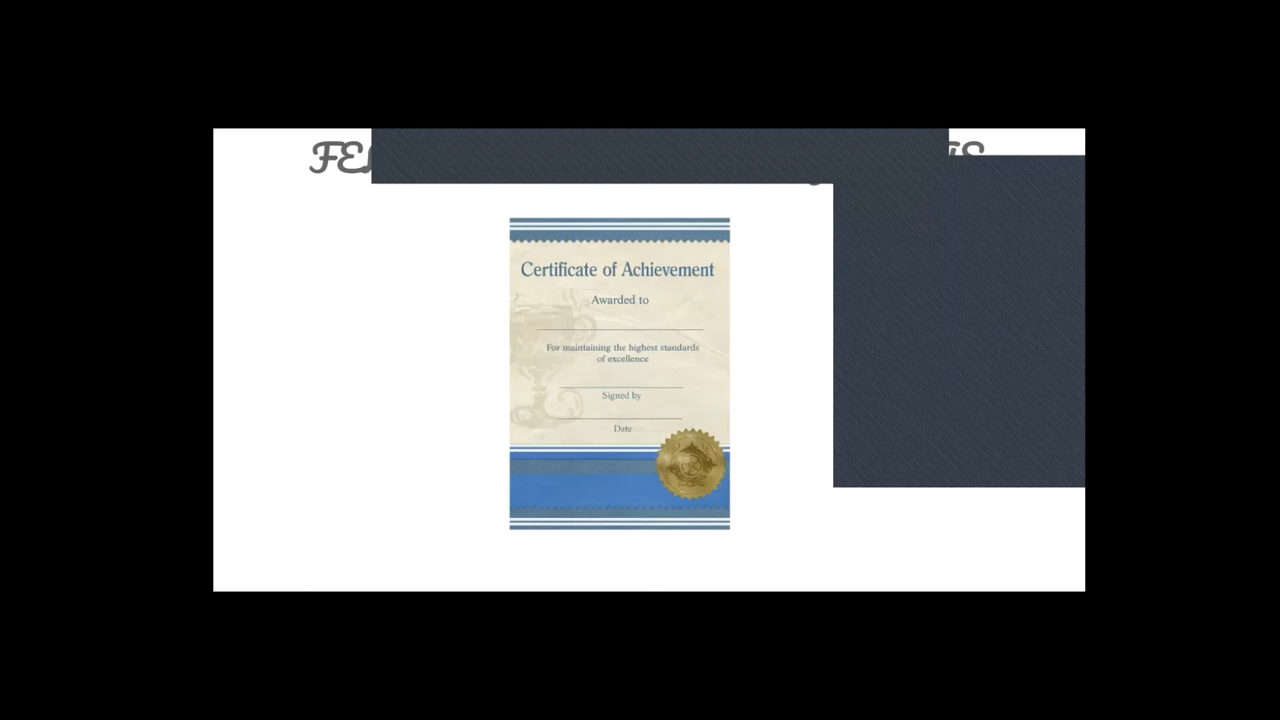 Certificate of Achievement
Awarded to
For maintaining the highest standards
of excellence
Signed by
Date